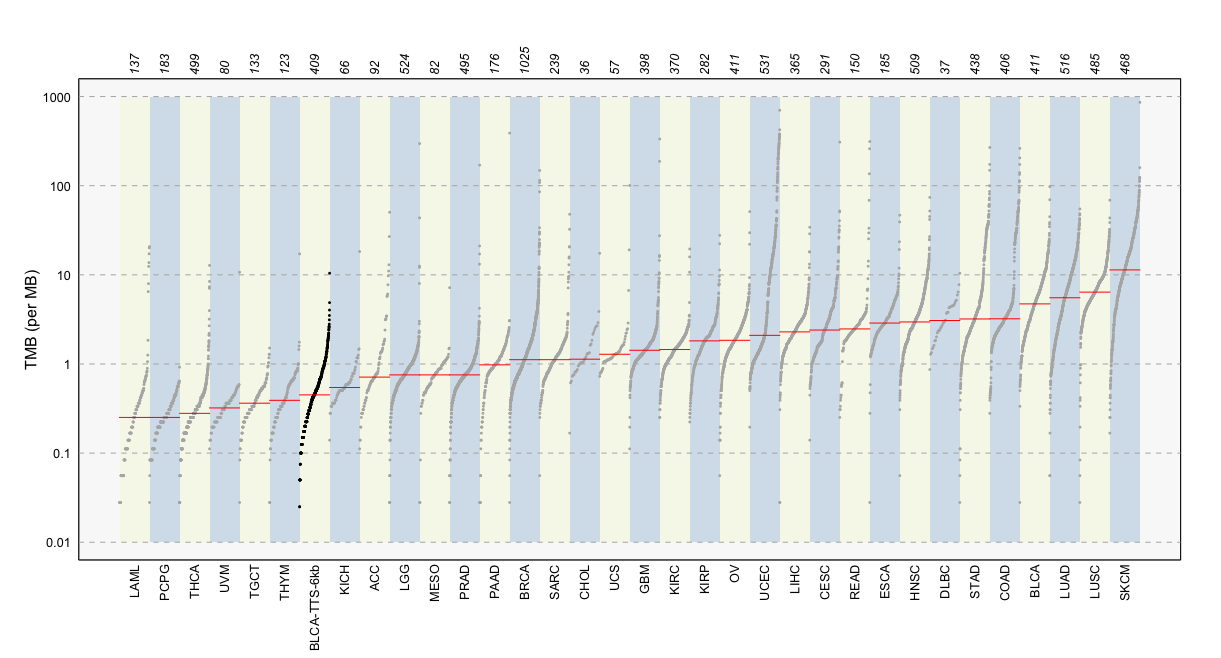 137 183 499 80 133 123 409 66 92 524 82 495 176 1025 239 36 57 398 370 282 411 531 365 291 150 185 509 37 438 406 411 516 485 468
1000
100
10
1
0.1
0.01
TMB (per MB)
LAML PCPG THCA UVM TGCT THYM BLCA-TTS-6kb KICH ACC LGG MESO PRAD PAAD BRCA SARC CHOL UCS GBM KIRC KIRP OV UCEC LIHC CESC READ ESCA HNSC DLBC STAD COAD BLCA LUAD LUSC SKCM